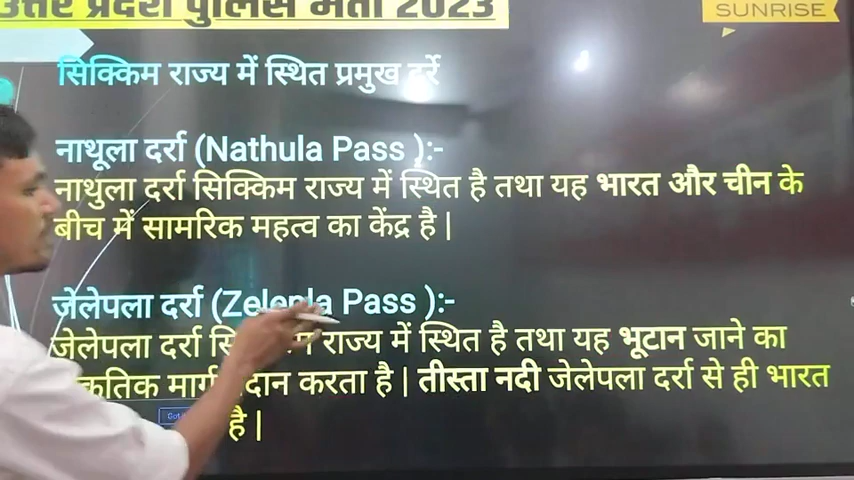 उत्तर प्रदेश पुलिस भर्ती 2023
SUNRISE
सिक्किम राज्य में स्थित प्रमुख दर्रे
नाथूला दर्रा (Nathula Pass ):-
नाथुला दर्रा सिक्किम राज्य में स्थित है तथा यह भारत और चीन के
बीच में सामरिक महत्व का केंद्र है |
जेलेपला दर्रा (Zelepla Pass ):-
जेलेपला दर्रा राज्य में स्थित है तथा यह भूटान जाने का
मार्ग करता है | तीस्ता नदी जेलेपला दर्रा से ही भारत
है |